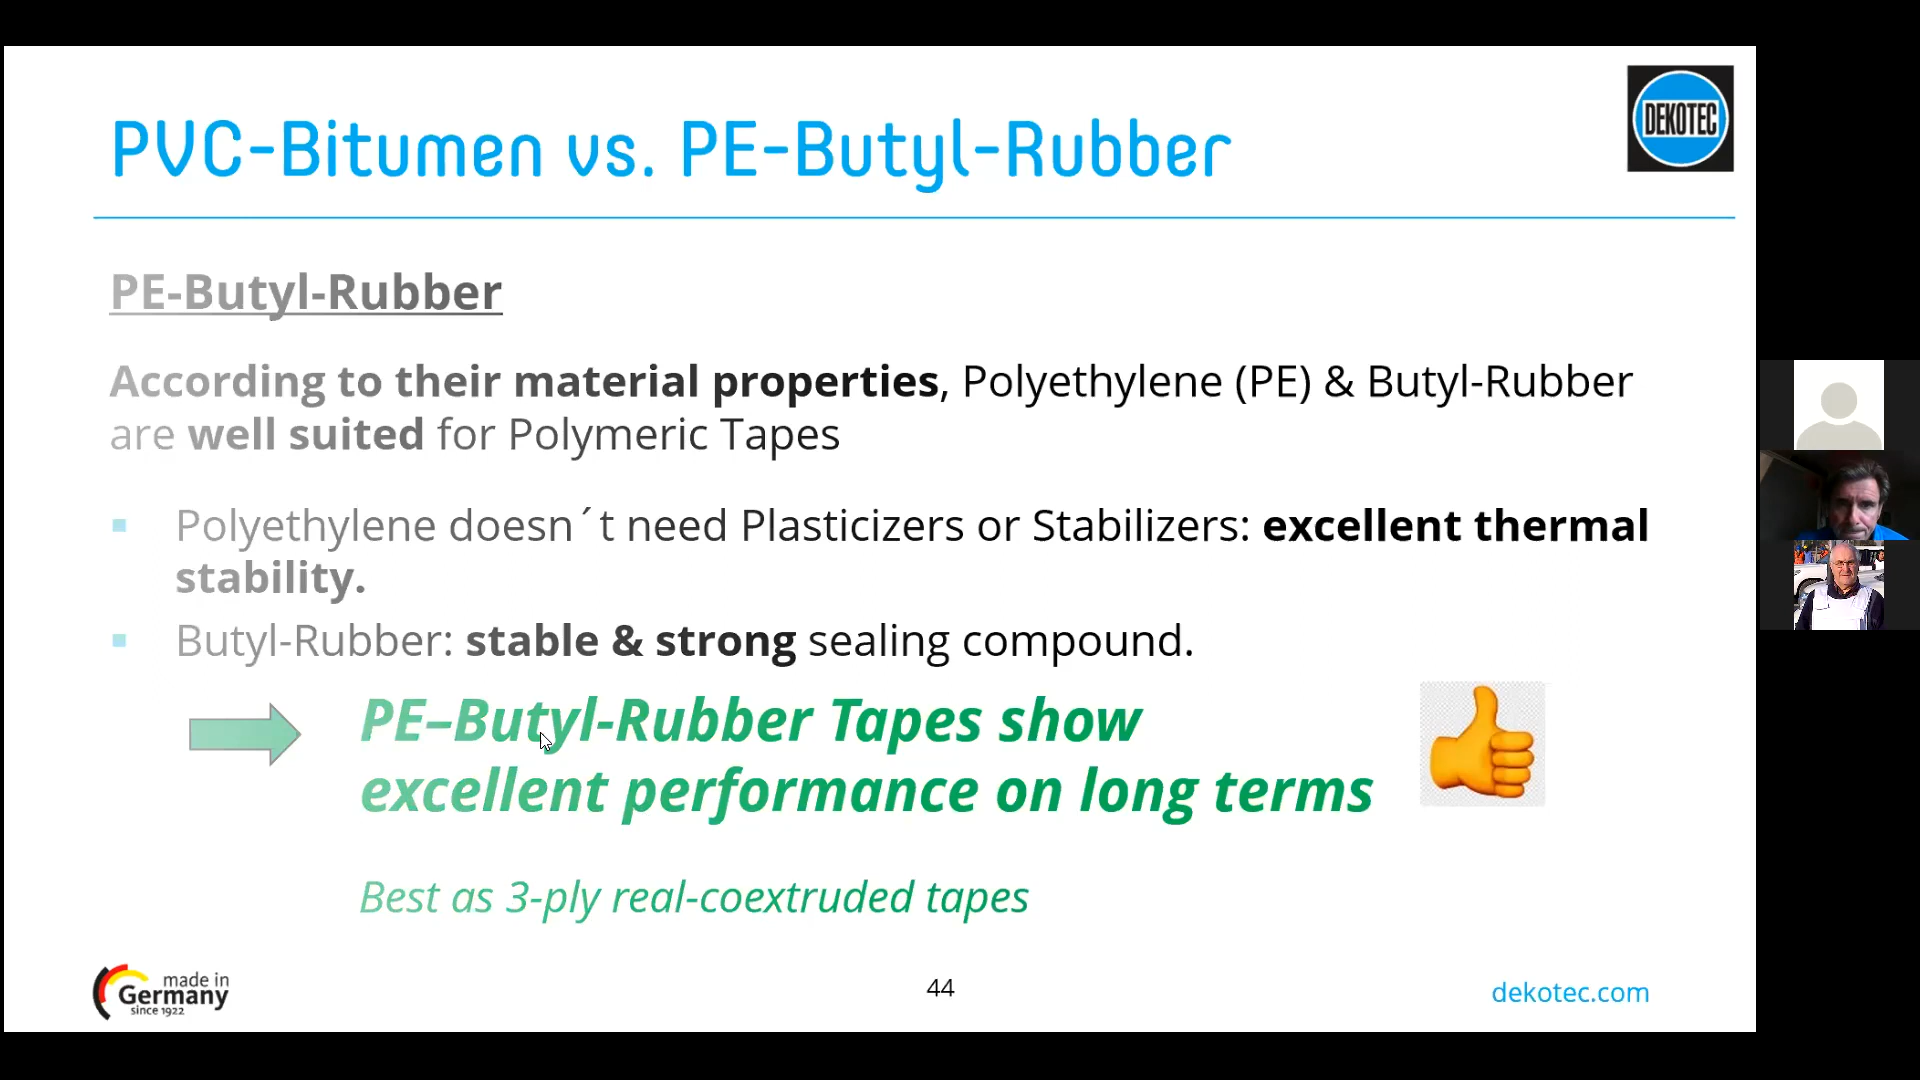 PVC-Bitumen vs. PE-Butyl-Rubber
DEKOTEC
PE-Butyl-Rubber
According to their material properties, Polyethylene (PE) & Butyl-Rubber
are well suited for Polymeric Tapes
▪ Polyethylene doesn´t need Plasticizers or Stabilizers: excellent thermal
stability.
▪ Butyl-Rubber: stable & strong sealing compound.
PE–Butyl-Rubber Tapes show
excellent performance on long terms
Best as 3-ply real-coextruded tapes
made in
Germany
since 1922
44
dekotec.com